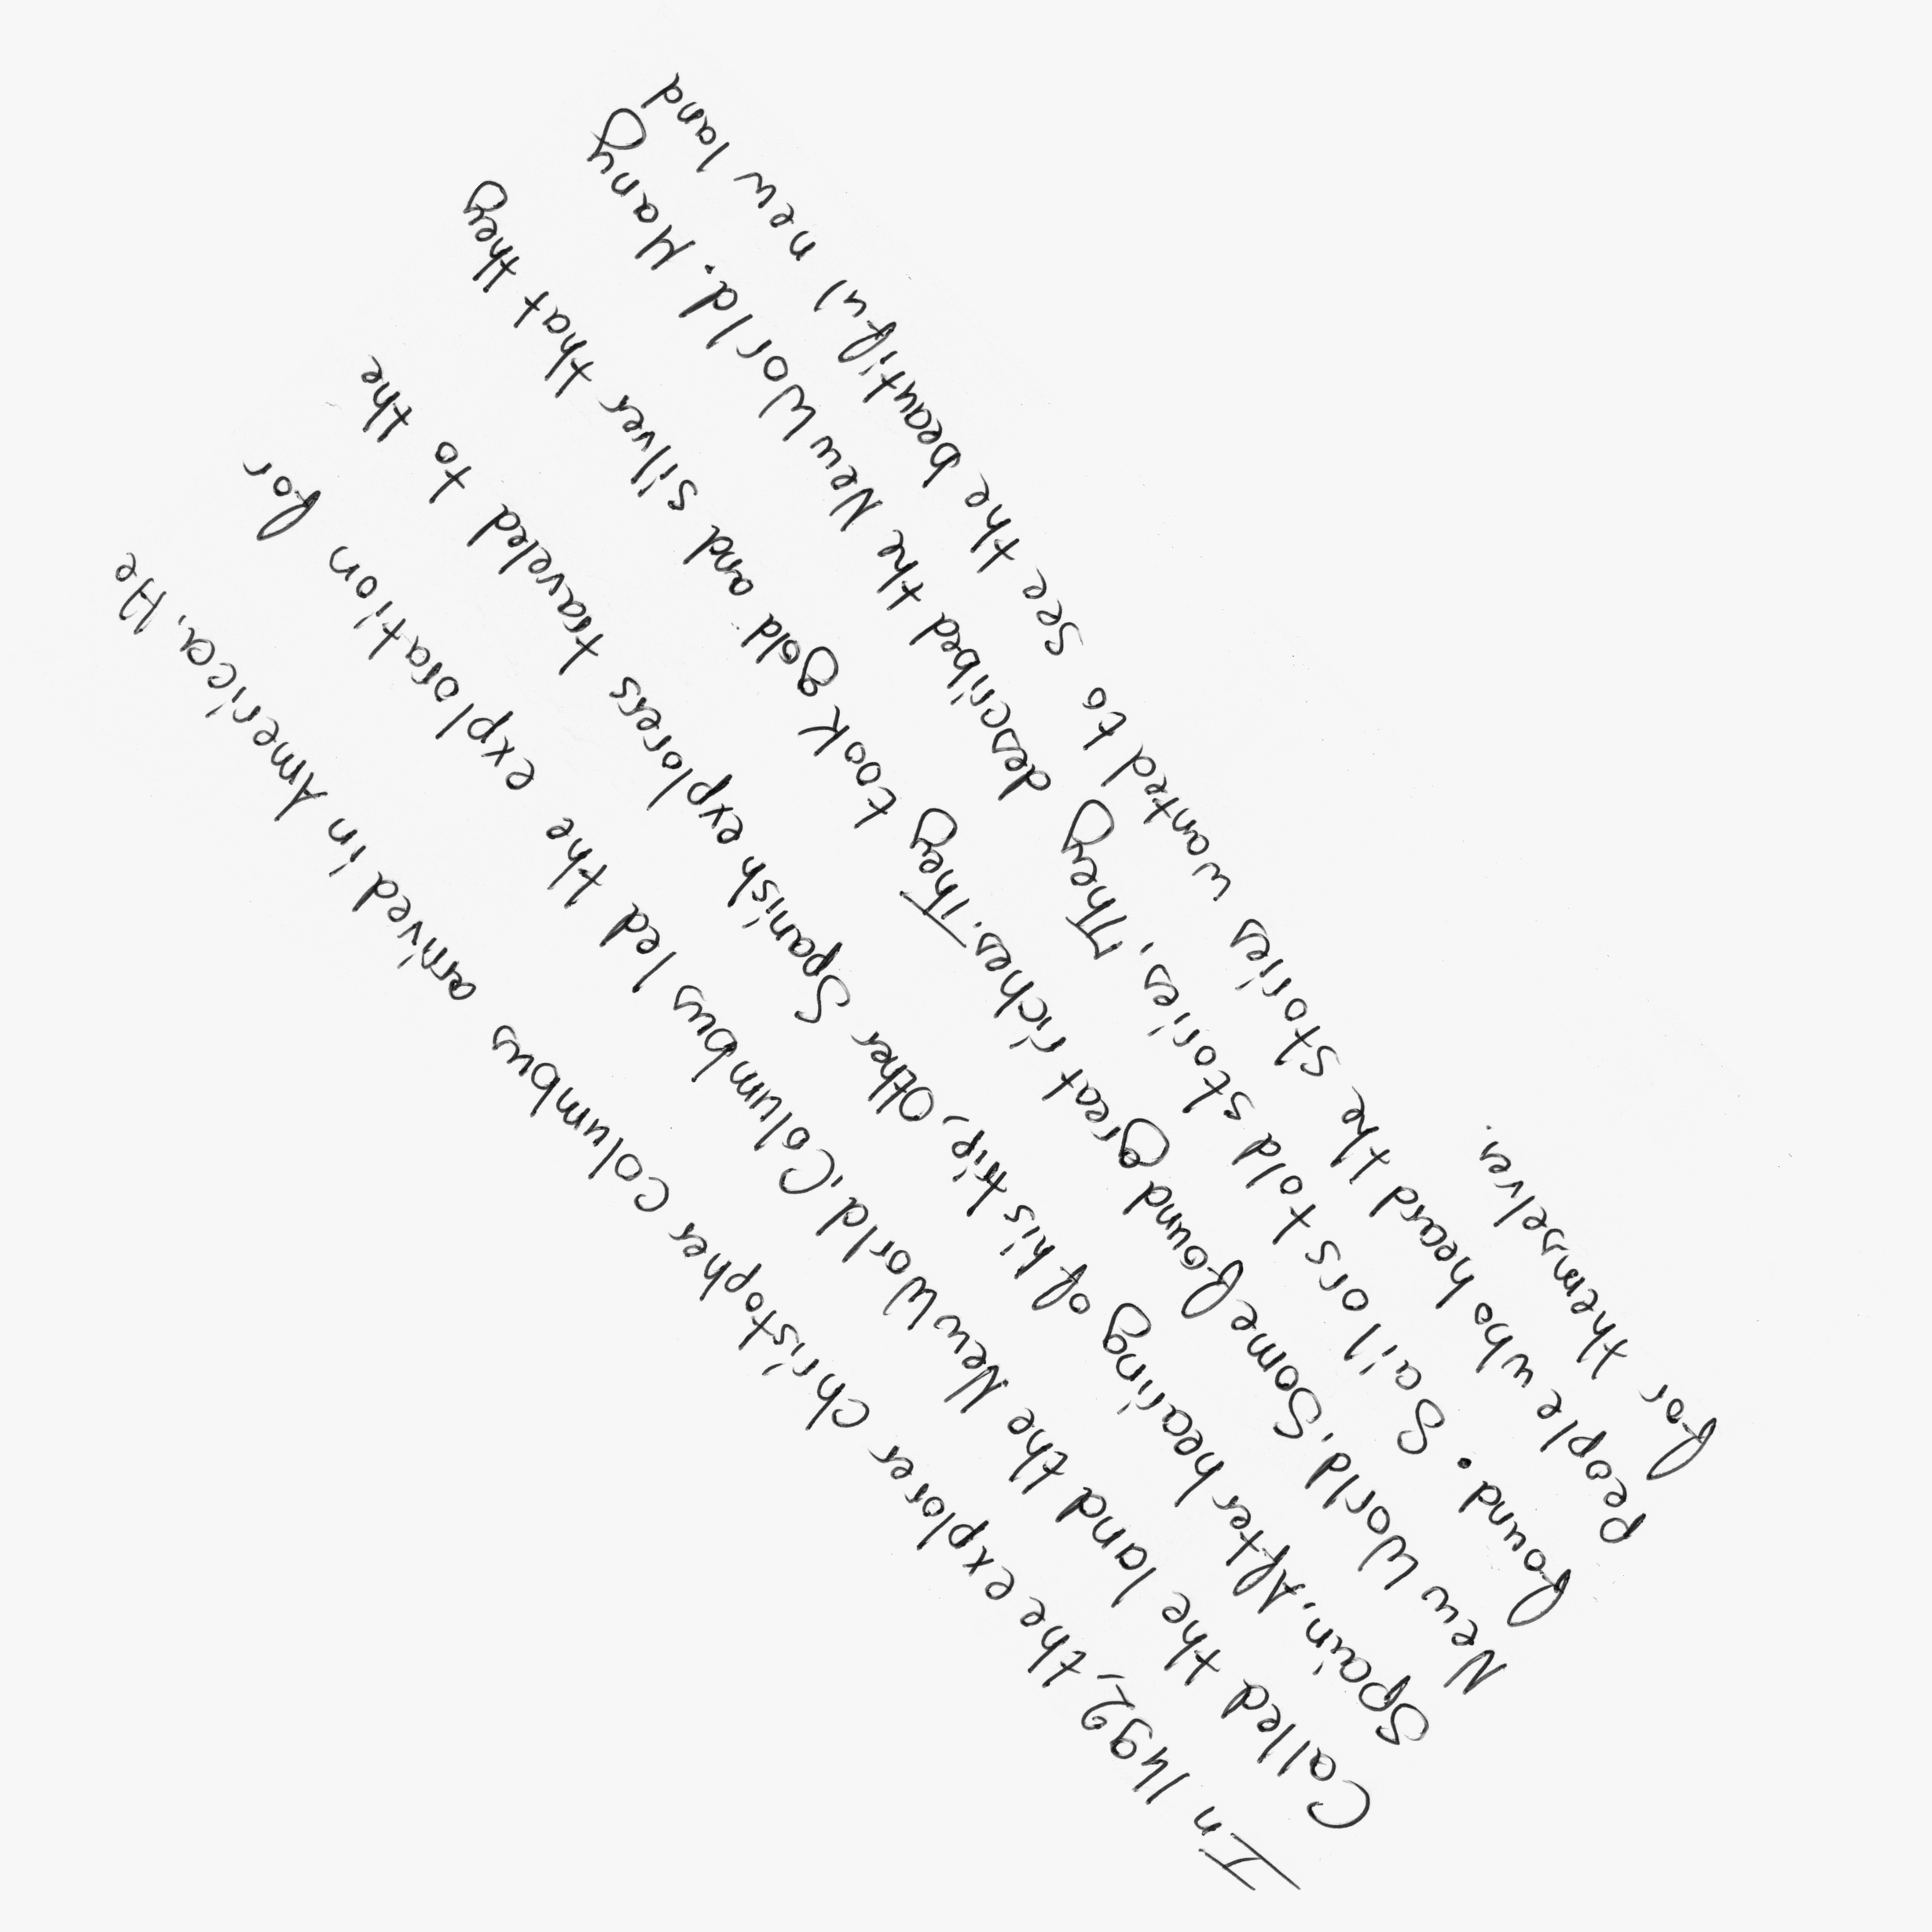 In 1492, the explorer christopher columbus arrived in Americea, He
Called the land the New World. Columbus led the exploration for
Spain. After hearing of his trip, Other Spanish explorers traveled to the
New World. Some found great riches. They took gold and silver that they
found. Sailors told stories. They described the New World. Many
people who heard the stories wanted to see the beautiful new land
for themselves.